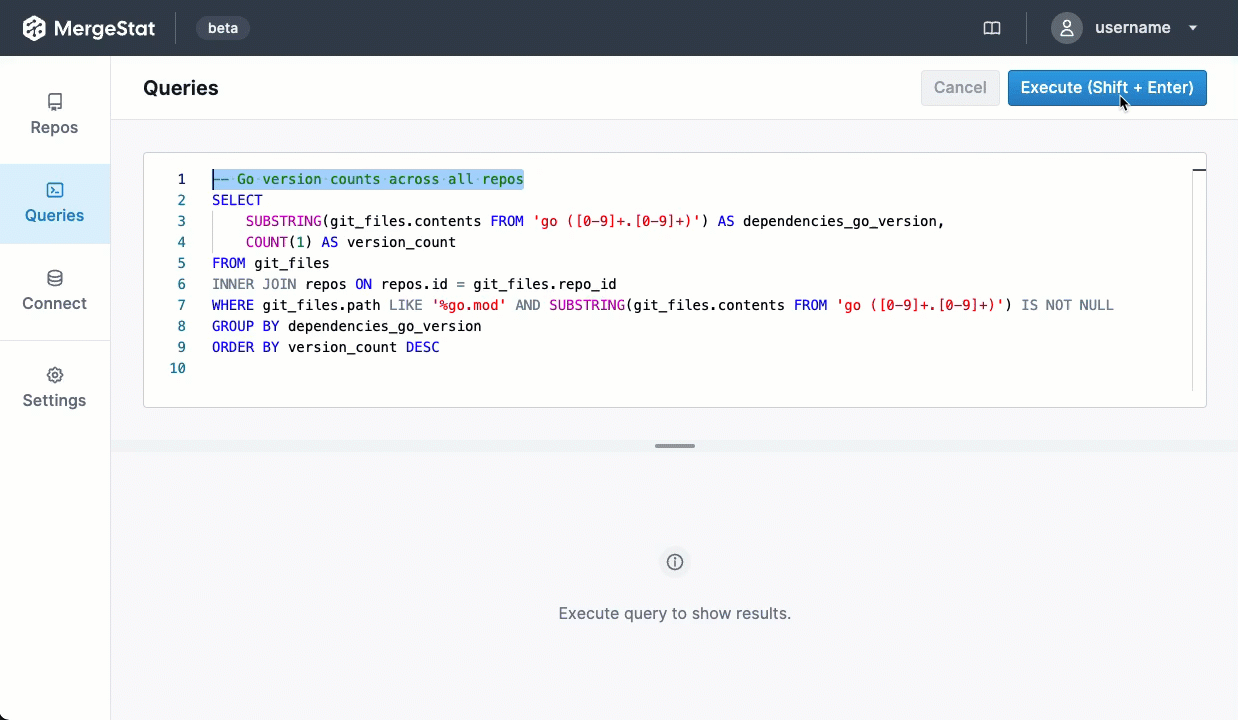 MergeStat beta username
Repos
Queries
Connect
Settings
Queries Cancel Execute (Shift + Enter)
1 -- Go version counts across all repos
2 SELECT
3 SUBSTRING(git_files.contents FROM 'go ([0-9]+.[0-9]+)') AS dependencies_go_version,
4 COUNT(1) AS version_count
5 FROM git_files
6 INNER JOIN repos ON repos.id = git_files.repo_id
7 WHERE git_files.path LIKE '%go.mod' AND SUBSTRING(git_files.contents FROM 'go ([0-9]+.[0-9]+)') IS NOT NULL
8 GROUP BY dependencies_go_version
9 ORDER BY version_count DESC
10
Execute query to show results.